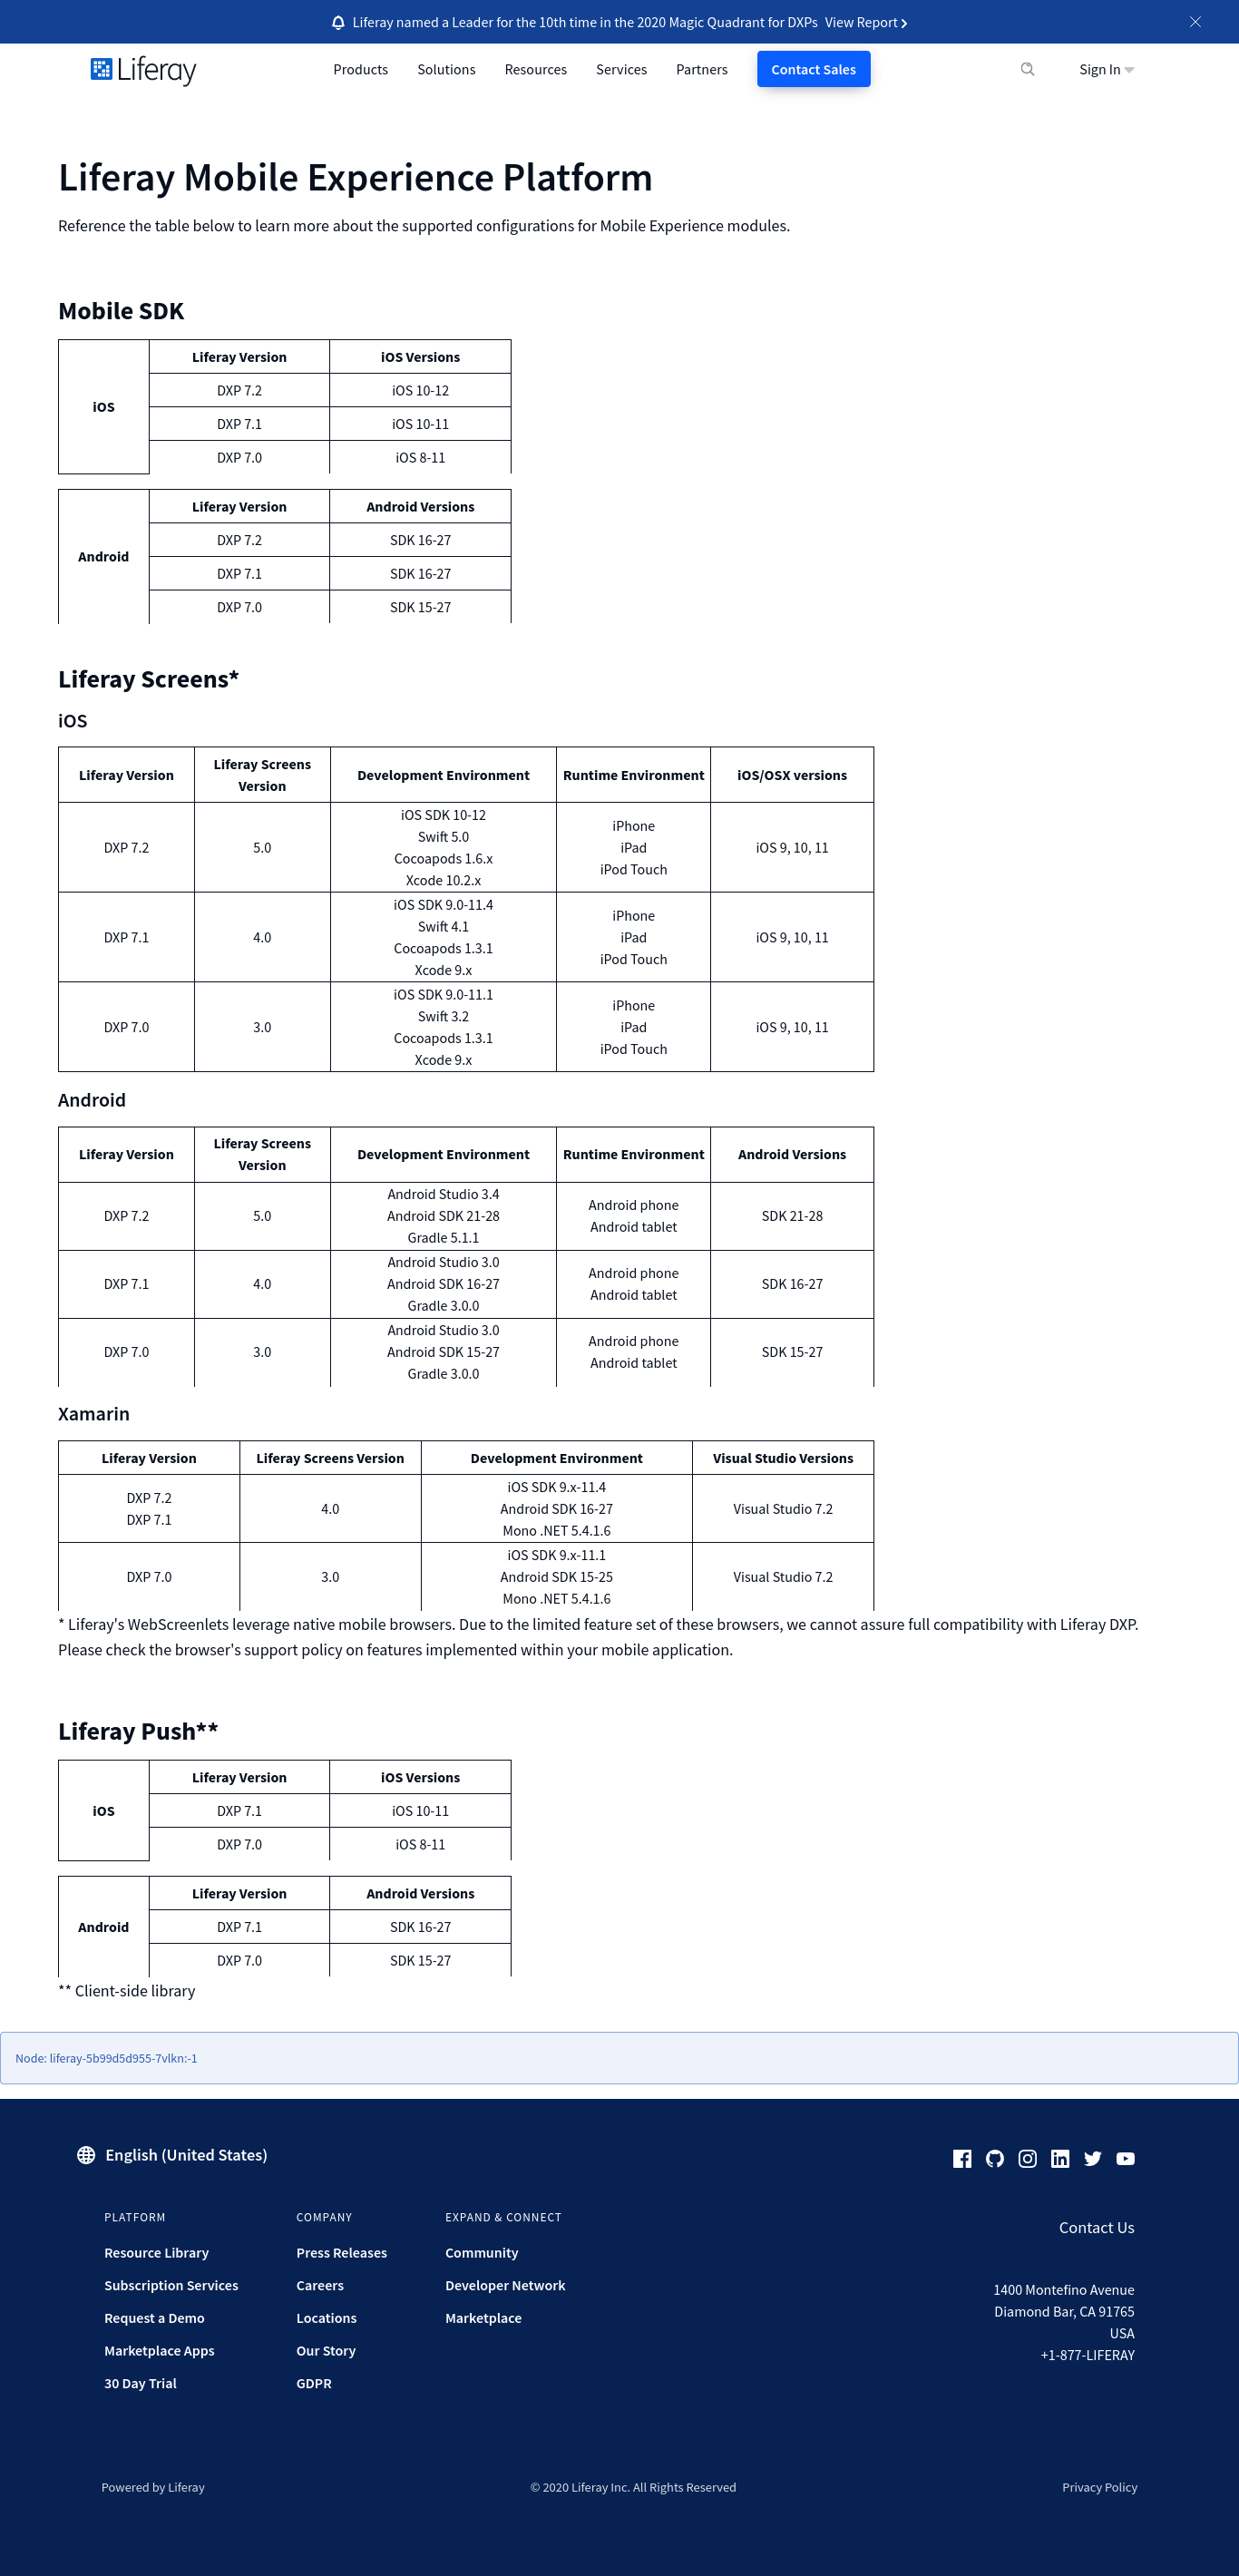 Liferay named a Leader for the 10th time in the 2020 Magic Quadrant for DXPs View Report
Liferay
Products Solutions Resources Services Partners Contact Sales Sign In
Liferay Mobile Experience Platform
Reference the table below to learn more about the supported configurations for Mobile Experience modules.
Mobile SDK
iOS
Liferay Version iOS Versions
DXP 7.2 iOS 10-12
DXP 7.1 iOS 10-11
DXP 7.0 iOS 8-11
Android
Liferay Version Android Versions
DXP 7.2 SDK 16-27
DXP 7.1 SDK 16-27
DXP 7.0 SDK 15-27
Liferay Screens*
iOS
Liferay Version Liferay Screens Version Development Environment Runtime Environment iOS/OSX versions
DXP 7.2
5.0
iOS SDK 10-12
Swift 5.0
Cocoapods 1.6.x
Xcode 10.2.x
iPhone
iPad
iPod Touch
iOS 9, 10, 11
DXP 7.1
4.0
iOS SDK 9.0-11.4
Swift 4.1
Cocoapods 1.3.1
Xcode 9.x
iPhone
iPad
iPod Touch
iOS 9, 10, 11
DXP 7.0
3.0
iOS SDK 9.0-11.1
Swift 3.2
Cocoapods 1.3.1
Xcode 9.x
iPhone
iPad
iPod Touch
iOS 9, 10, 11
Android
Liferay Version Liferay Screens Version Development Environment Runtime Environment Android Versions
DXP 7.2
5.0
Android Studio 3.4
Android SDK 21-28
Gradle 5.1.1
Android phone
Android tablet
SDK 21-28
DXP 7.1
4.0
Android Studio 3.0
Android SDK 16-27
Gradle 3.0.0
Android phone
Android tablet
SDK 16-27
DXP 7.0
3.0
Android Studio 3.0
Android SDK 15-27
Gradle 3.0.0
Android phone
Android tablet
SDK 15-27
Xamarin
Liferay Version Liferay Screens Version Development Environment Visual Studio Versions
DXP 7.2
DXP 7.1
4.0
iOS SDK 9.x-11.4
Android SDK 16-27
Mono .NET 5.4.1.6
Visual Studio 7.2
DXP 7.0
3.0
iOS SDK 9.x-11.1
Android SDK 15-25
Mono .NET 5.4.1.6
Visual Studio 7.2
* Liferay's WebScreenlets leverage native mobile browsers. Due to the limited feature set of these browsers, we cannot assure full compatibility with Liferay DXP.
Please check the browser's support policy on features implemented within your mobile application.
Liferay Push**
iOS
Liferay Version iOS Versions
DXP 7.1 iOS 10-11
DXP 7.0 iOS 8-11
Android
Liferay Version Android Versions
DXP 7.1 SDK 16-27
DXP 7.0 SDK 15-27
** Client-side library
Node: liferay-5b99d5d955-7vlkn:-1
English (United States)
PLATFORM
Resource Library
Subscription Services
Request a Demo
Marketplace Apps
30 Day Trial
COMPANY
Press Releases
Careers
Locations
Our Story
GDPR
EXPAND & CONNECT
Community
Developer Network
Marketplace
Contact Us
1400 Montefino Avenue
Diamond Bar, CA 91765
USA
+1-877-LIFERAY
Powered by Liferay © 2020 Liferay Inc. All Rights Reserved Privacy Policy